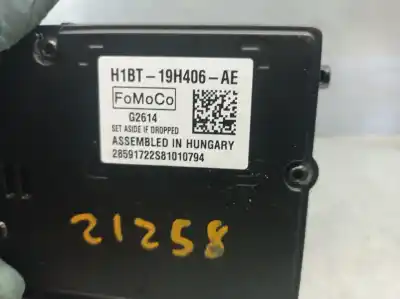 H1BT-19H406-AE
FoMoCo
G2614
SET ASIDE IF DROPPED
ASSEMBLED IN HUNGARY
28591722S81010794
21258